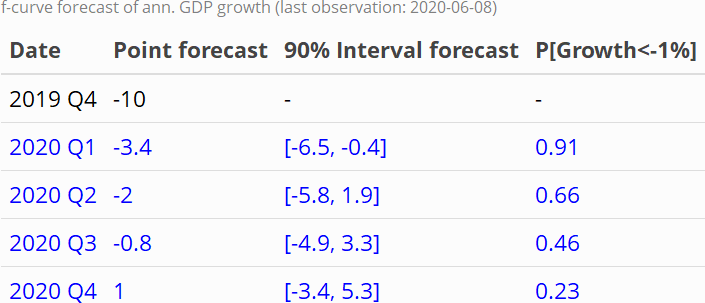 f-curve forecast of ann. GDP growth (last observation: 2020-06-08)
Date Point forecast 90% Interval forecast P[Growth<-1%]
2019 Q4 -10 - -
2020 Q1 -3.4 [-6.5, -0.4] 0.91
2020 Q2 -2 [-5.8, 1.9] 0.66
2020 Q3 -0.8 [-4.9, 3.3] 0.46
2020 Q4 1 [-3.4, 5.3] 0.23